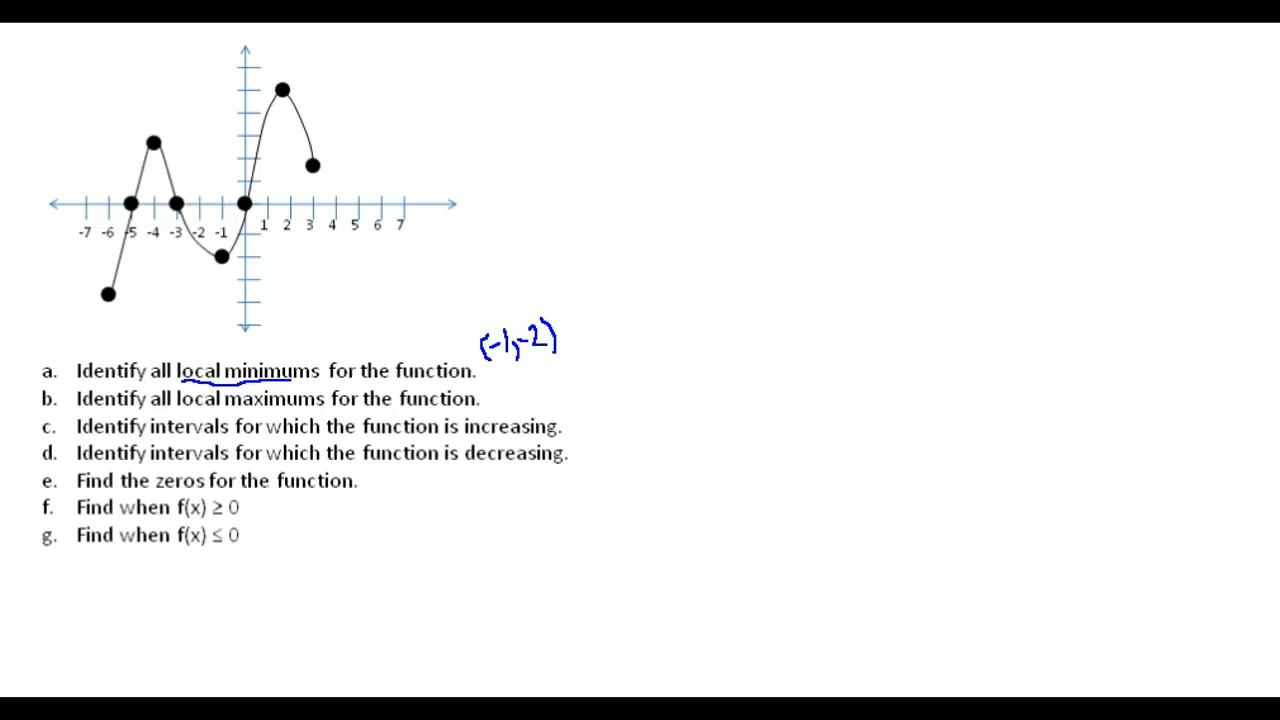 -7 -6 -5 -4 -3 -2 -1 1 2 3 4 5 6 7
(-1,-2)
a. Identify all local minimums for the function.
b. Identify all local maximums for the function.
c. Identify intervals for which the function is increasing.
d. Identify intervals for which the function is decreasing.
e. Find the zeros for the function.
f. Find when f(x) ≥ 0
g. Find when f(x) ≤ 0